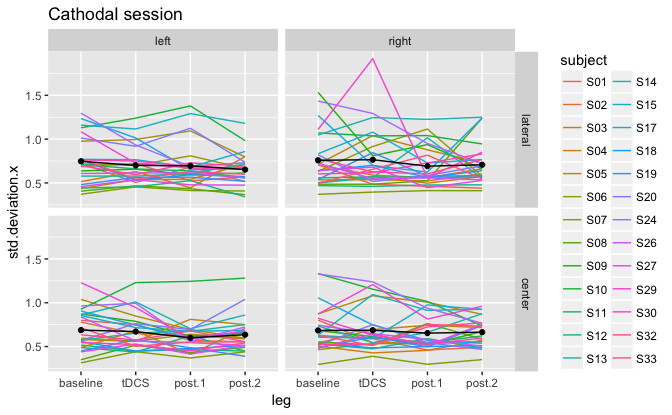 Cathodal session
left
right
lateral
center
std.deviation.x
1.5
1.0
0.5
1.5
1.0
0.5
baseline
tDCS
post.1
post.2
baseline
tDCS
post.1
post.2
leg
subject
S01
S02
S03
S04
S05
S06
S07
S08
S09
S10
S11
S12
S13
S14
S15
S17
S18
S19
S20
S24
S26
S27
S29
S30
S32
S33